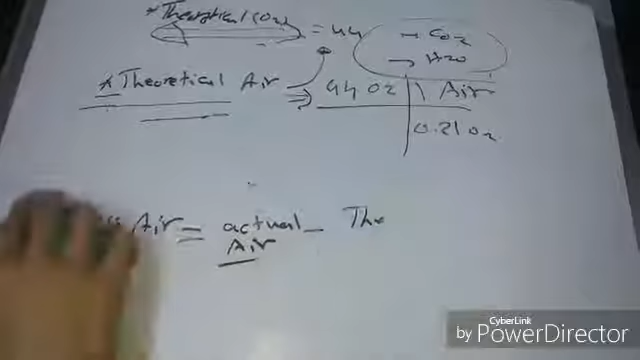 * Theoretical (O2) = 44
→ CO2
→ H2O
* Theoretical Air ⇒ 44 O2 | 1 Air
0.21 O2
Air = actual - The
Air
CyberLink
by PowerDirector